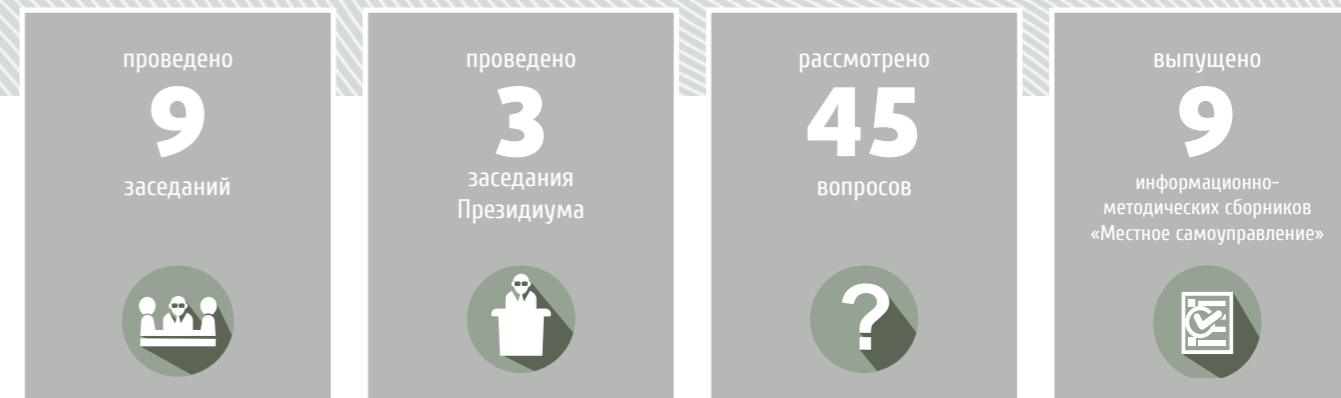 проведено
9
заседаний
проведено
3
заседания
Президиума
рассмотрено
45
вопросов
выпущено
9
информационно-
методических сборников
«Местное самоуправление»